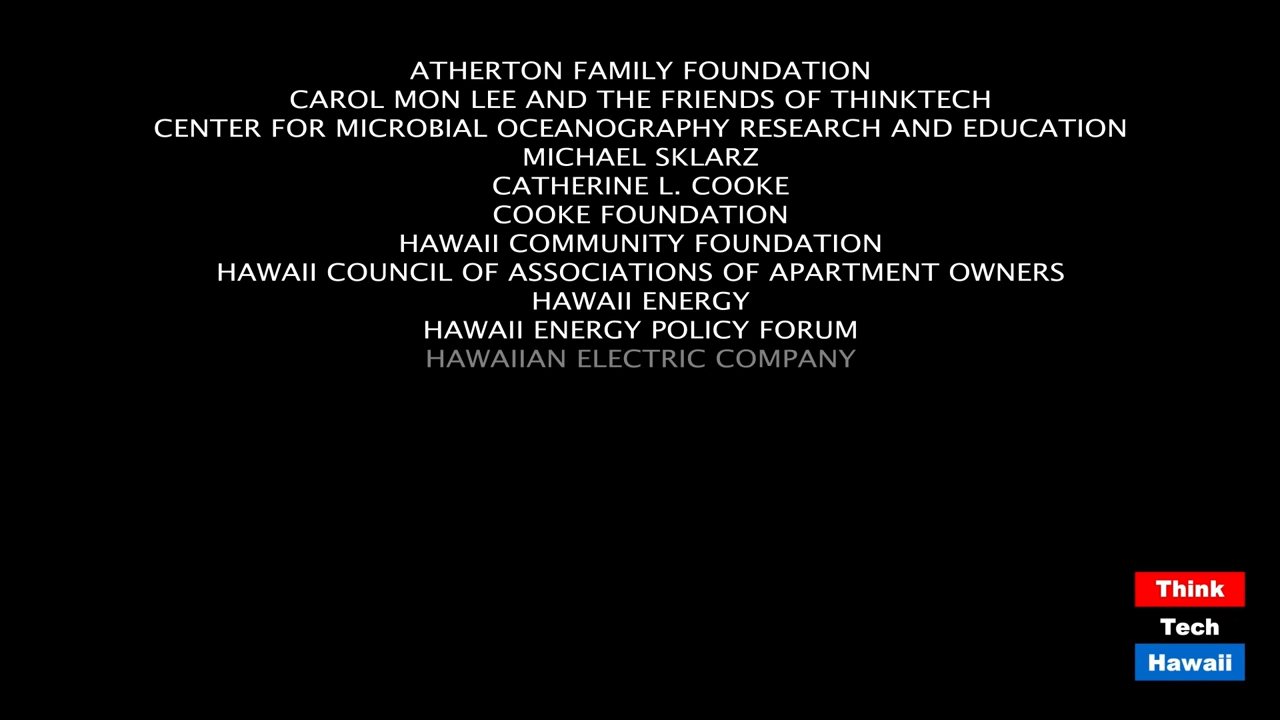 ATHERTON FAMILY FOUNDATION
CAROL MON LEE AND THE FRIENDS OF THINKTECH
CENTER FOR MICROBIAL OCEANOGRAPHY RESEARCH AND EDUCATION
MICHAEL SKLARZ
CATHERINE L. COOKE
COOKE FOUNDATION
HAWAII COMMUNITY FOUNDATION
HAWAII COUNCIL OF ASSOCIATIONS OF APARTMENT OWNERS
HAWAII ENERGY
HAWAII ENERGY POLICY FORUM
HAWAIIAN ELECTRIC COMPANY
Think
Tech
Hawaii